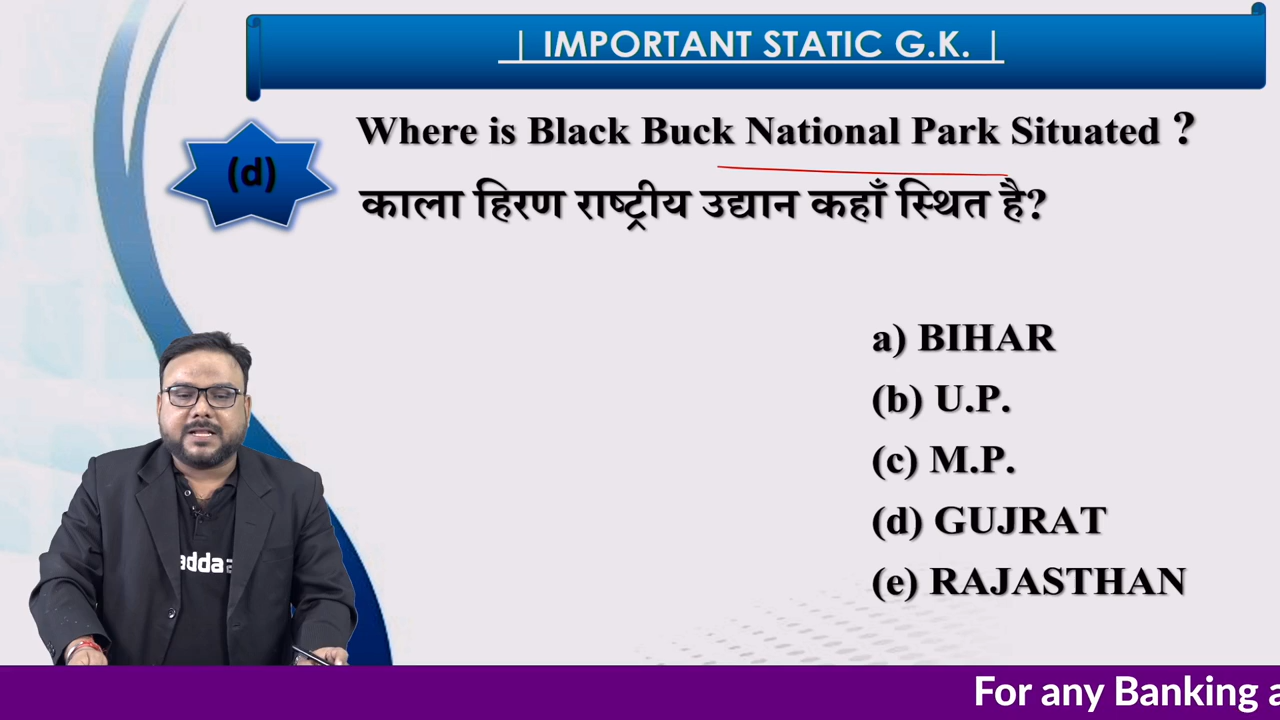 | IMPORTANT STATIC G.K. |
(d)
Where is Black Buck National Park Situated ?
काला हिरण राष्ट्रीय उद्यान कहाँ स्थित है?
a) BIHAR
(b) U.P.
(c) M.P.
(d) GUJRAT
(e) RAJASTHAN
adda
For any Banking a